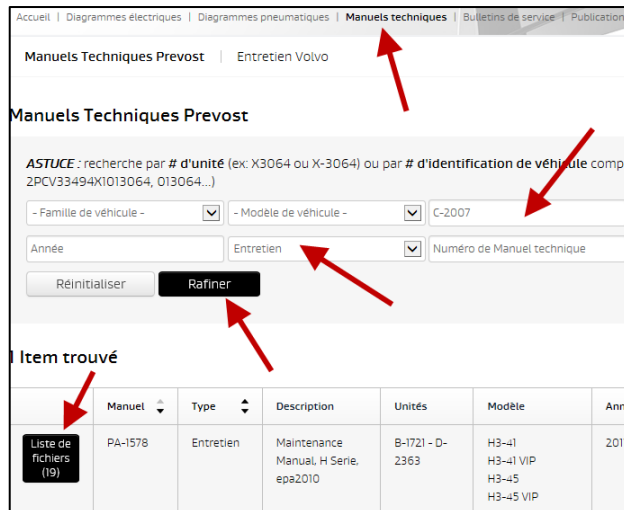 Accueil | Diagrammes électriques | Diagrammes pneumatiques | Manuels techniques | Bulletins de service | Publication
Manuels Techniques Prevost | Entretien Volvo
Manuels Techniques Prevost
ASTUCE : recherche par # d'unité (ex: X3064 ou X-3064) ou par # d'identification de véhicule comp
2PCV33494X1013064, 013064...)
- Famille de véhicule - - Modèle de véhicule - C-2007
Année Entretien Numéro de Manuel technique
Réinitialiser Rafiner
1 Item trouvé
Manuel Type Description Unités Modèle Ann
Liste de fichiers (19) PA-1578 Entretien Maintenance B-1721 - D- H3-41 201
Manual, H Serie, 2363 H3-41 VIP
epa2010 H3-45
H3-45 VIP